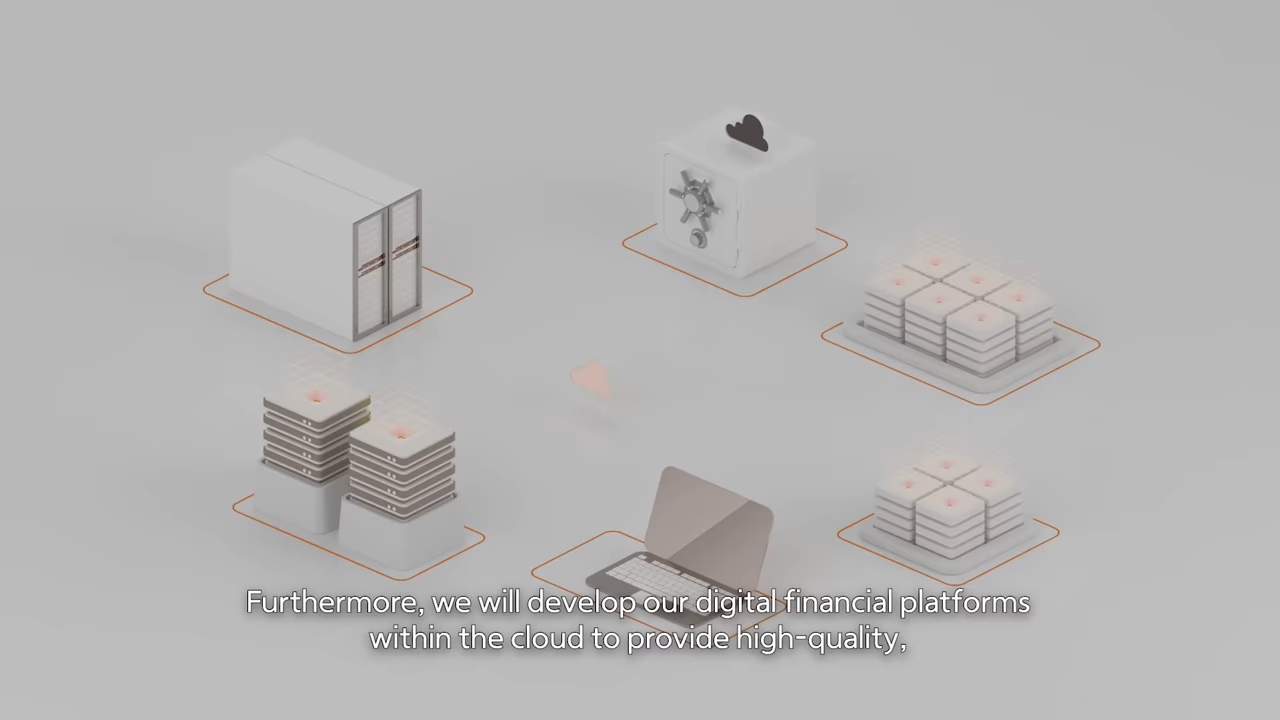 Furthermore, we will develop our digital financial platforms
within the cloud to provide high-quality,